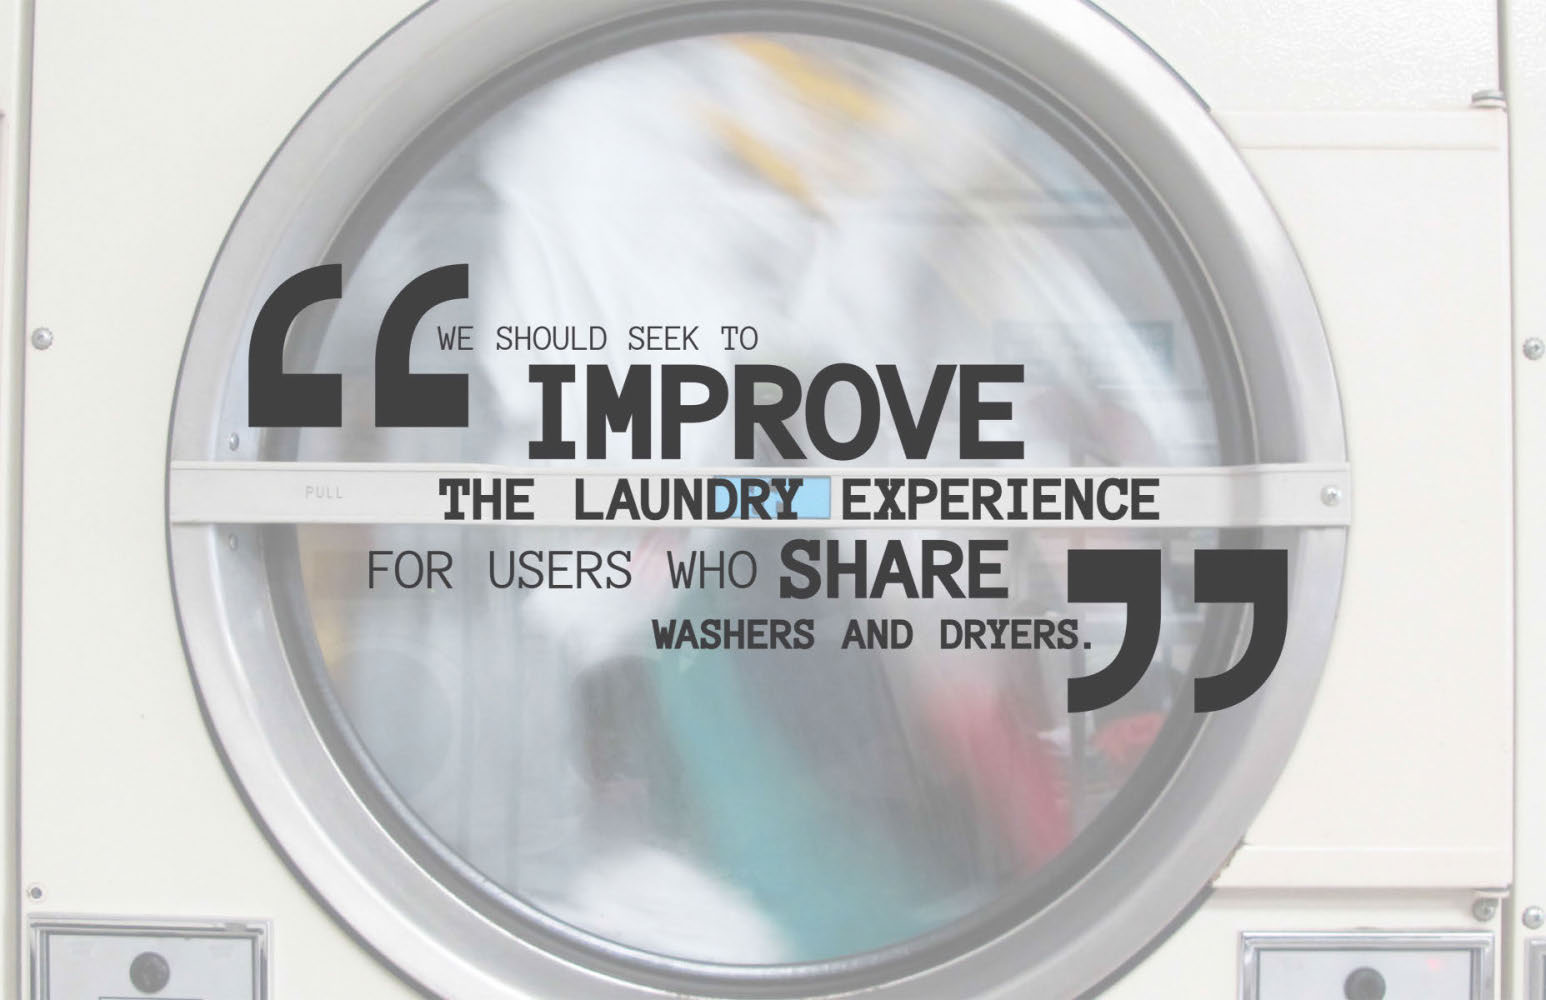 “WE SHOULD SEEK TO
IMPROVE
THE LAUNDRY EXPERIENCE
FOR USERS WHO SHARE
WASHERS AND DRYERS.”
PULL